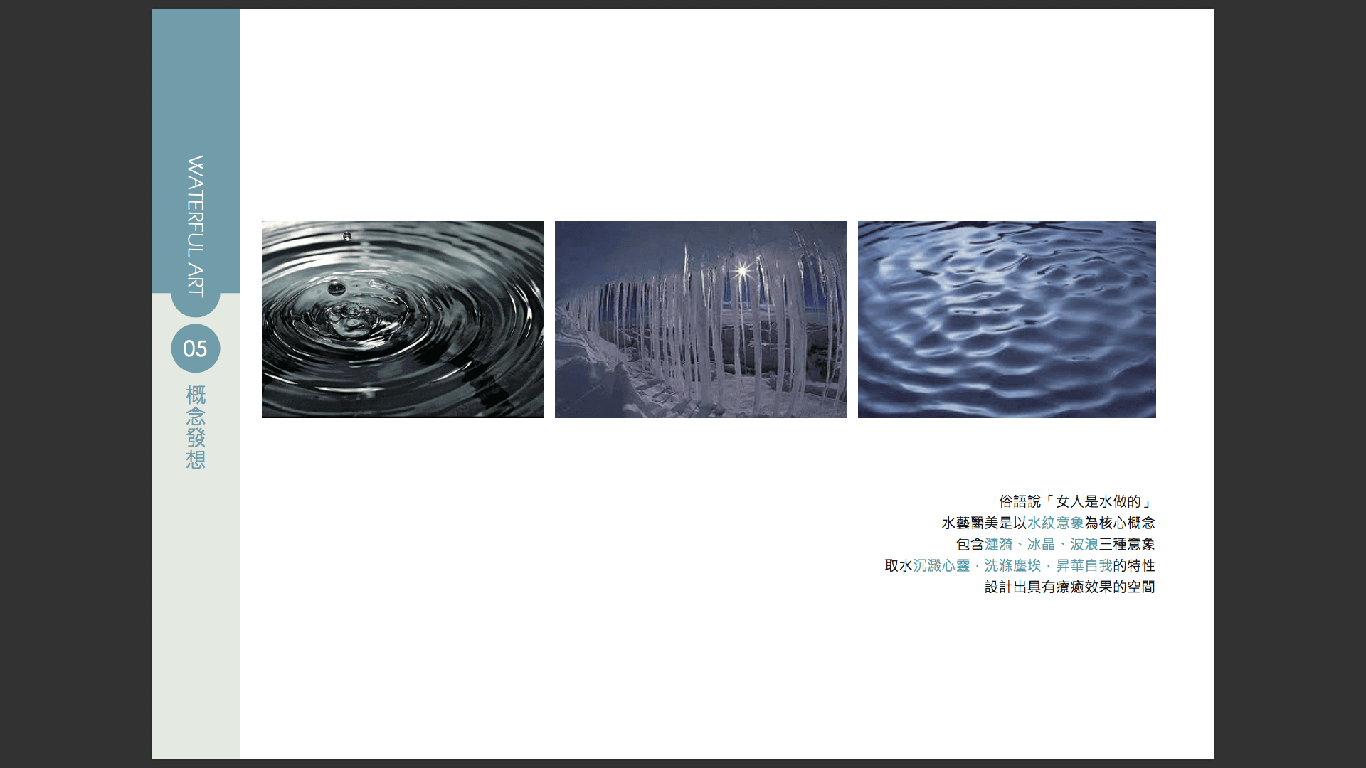 WATERFUL ART
05
概念發想
俗語說「女人是水做的」
水藝醫美是以水紋意象為核心概念
包含漣漪、冰晶、波浪三種意象
取水沉澱心靈，洗滌塵埃，昇華自我的特性
設計出具有療癒效果的空間